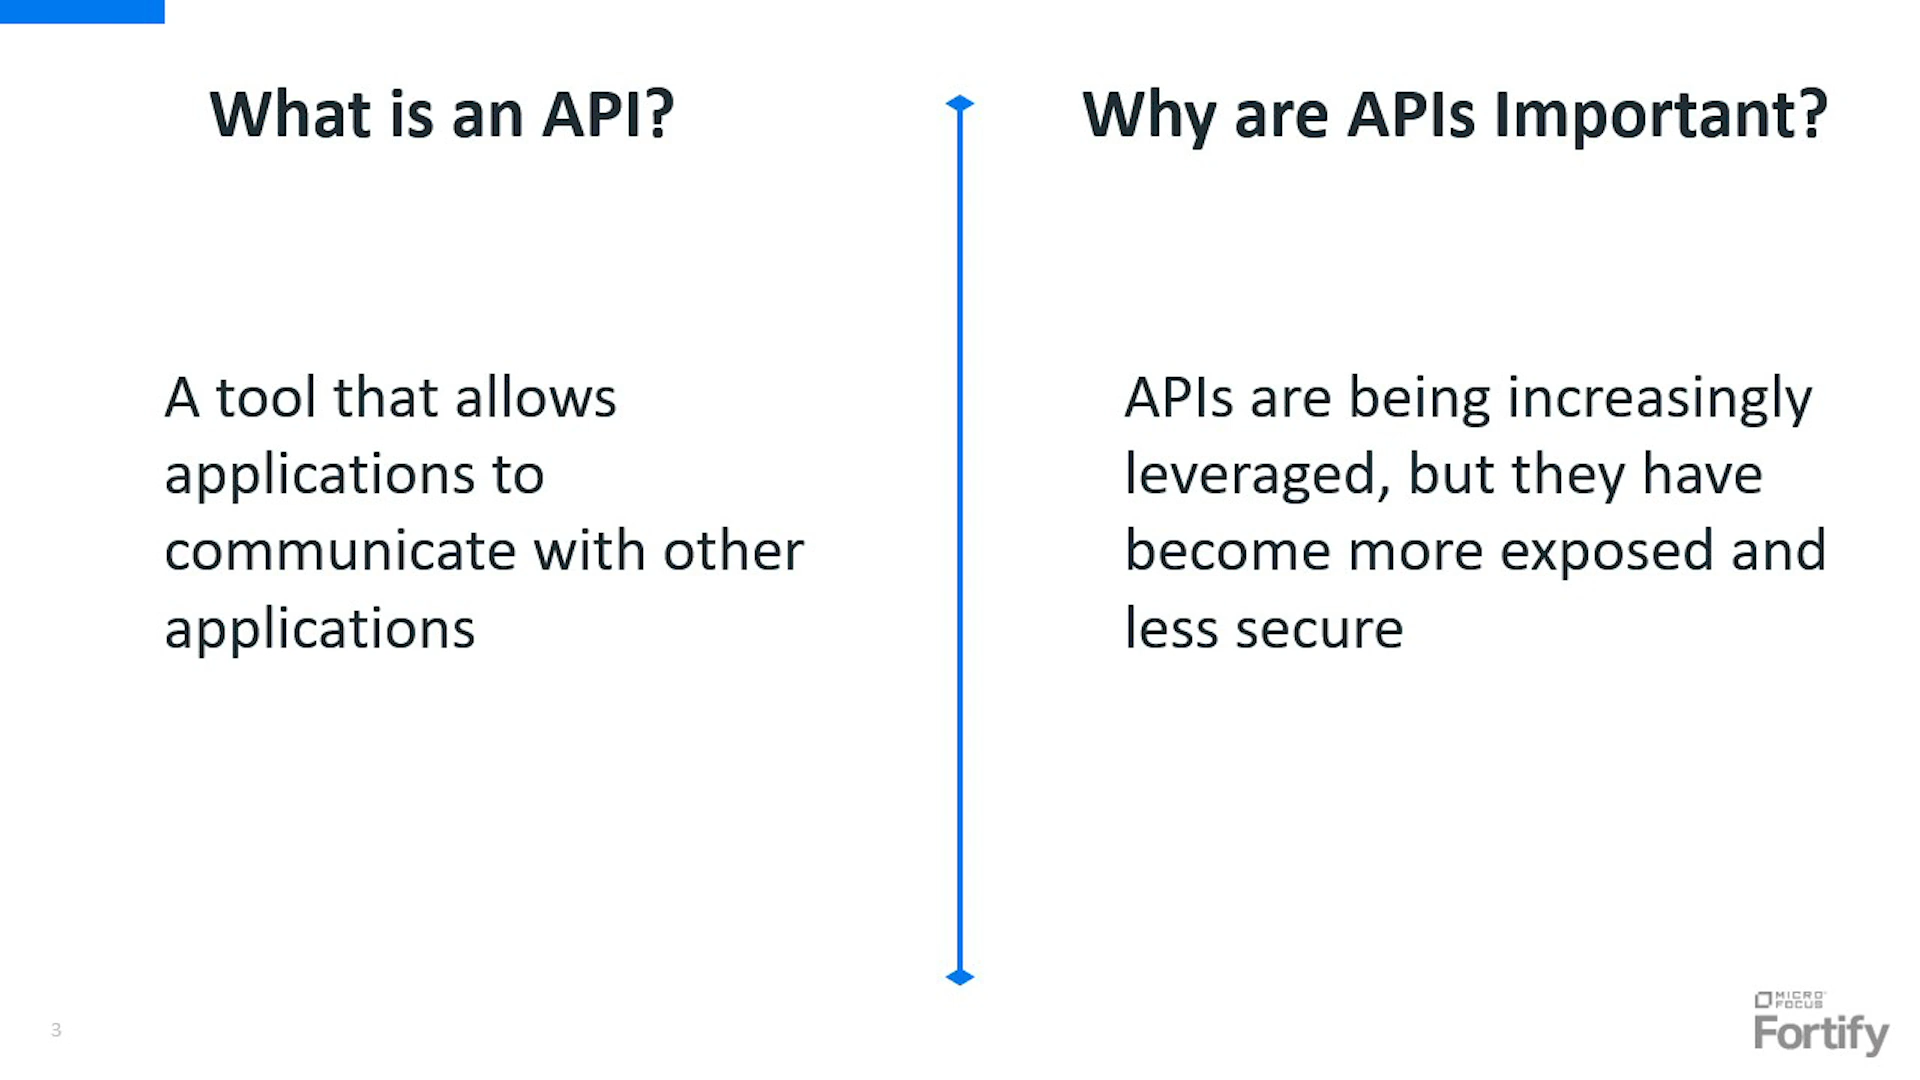 What is an API?
A tool that allows
applications to
communicate with other
applications
Why are APIs Important?
APIs are being increasingly
leveraged, but they have
become more exposed and
less secure
3
MICRO
FOCUS
Fortify